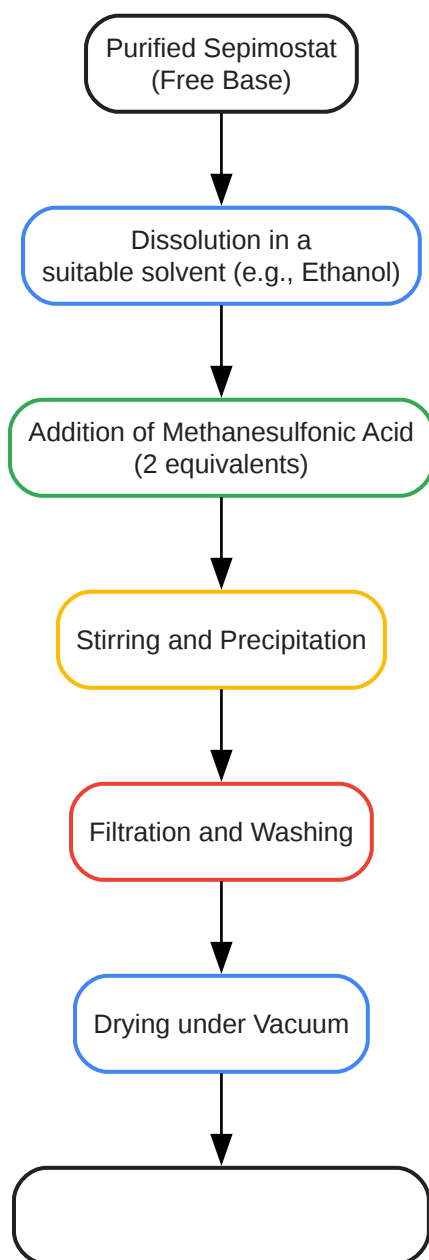 Purified Sepimostat
(Free Base)
Dissolution in a
suitable solvent (e.g., Ethanol)
Addition of Methanesulfonic Acid
(2 equivalents)
Stirring and Precipitation
Filtration and Washing
Drying under Vacuum